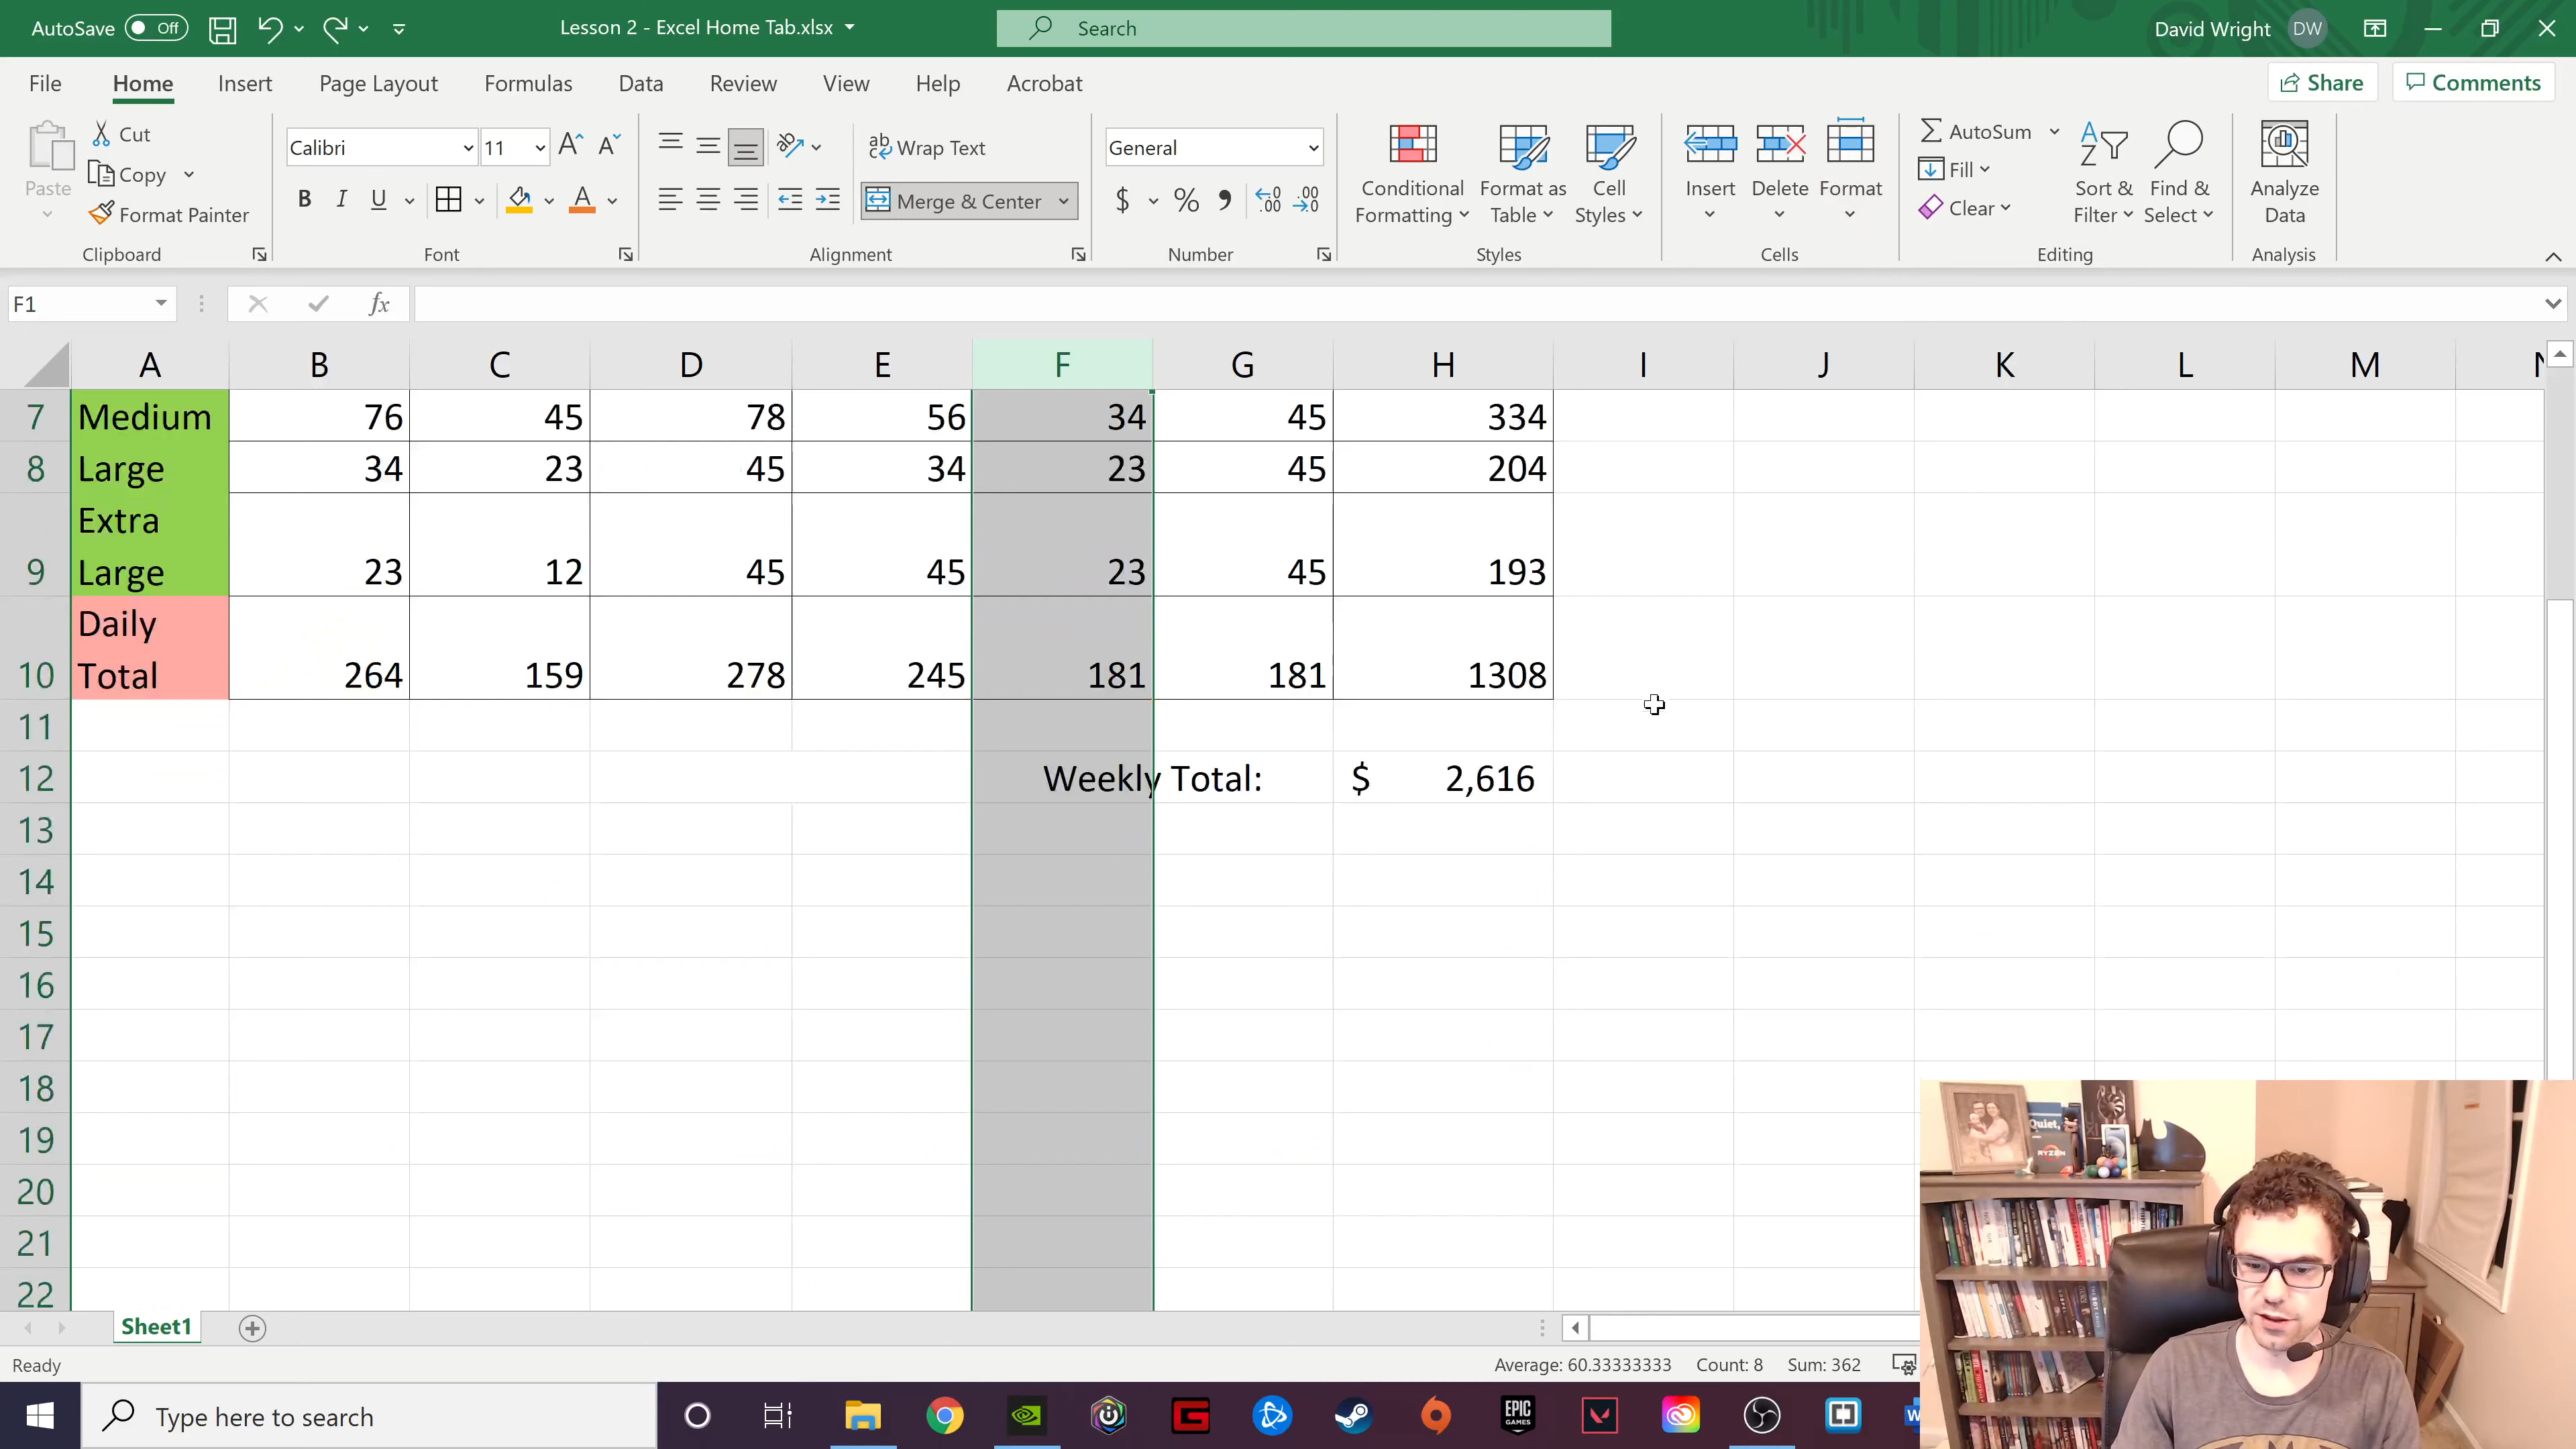 AutoSave Off Lesson 2 - Excel Home Tab.xlsx Search David Wright DW
File Home Insert Page Layout Formulas Data Review View Help Acrobat Share Comments
Paste Cut Copy Format Painter Clipboard
Calibri 11 B I U A Font
ab Wrap Text Merge & Center Alignment
General $ % , Number
Conditional Formatting Format as Table Cell Styles Styles
Insert Delete Format Cells
AutoSum Fill Clear Sort & Filter Find & Select Editing
Analyze Data Analysis
F1 fx
A B C D E F G H I J K L M
7 Medium 76 45 78 56 34 45 334
8 Large 34 23 45 34 23 45 204
9 Extra Large 23 12 45 45 23 45 193
10 Daily Total 264 159 278 245 181 181 1308
11
12 Weekly Total: $ 2,616
13
14
15
16
17
18
19
20
21
22
Sheet1
Ready Average: 60.33333333 Count: 8 Sum: 362
Type here to search EPIC GAMES W
Quiet,
RYZEN